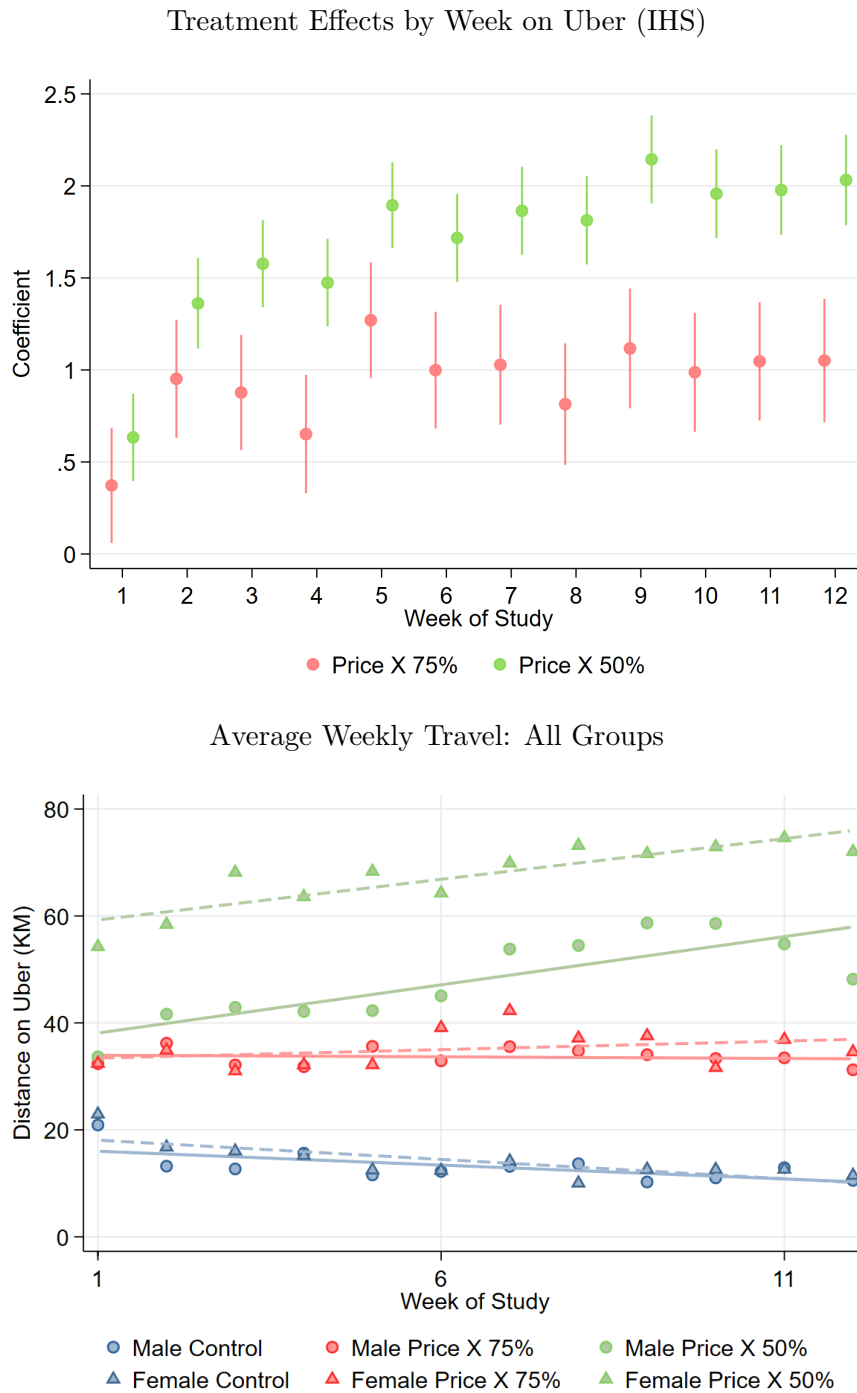 Treatment Effects by Week on Uber (IHS)
2.5
2
1.5
1
.5
0
Coefficient
1 2 3 4 5 6 7 8 9 10 11 12
Week of Study
Price X 75% Price X 50%
Average Weekly Travel: All Groups
80
60
40
20
0
Distance on Uber (KM)
1 6 11
Week of Study
Male Control Male Price X 75% Male Price X 50%
Female Control Female Price X 75% Female Price X 50%